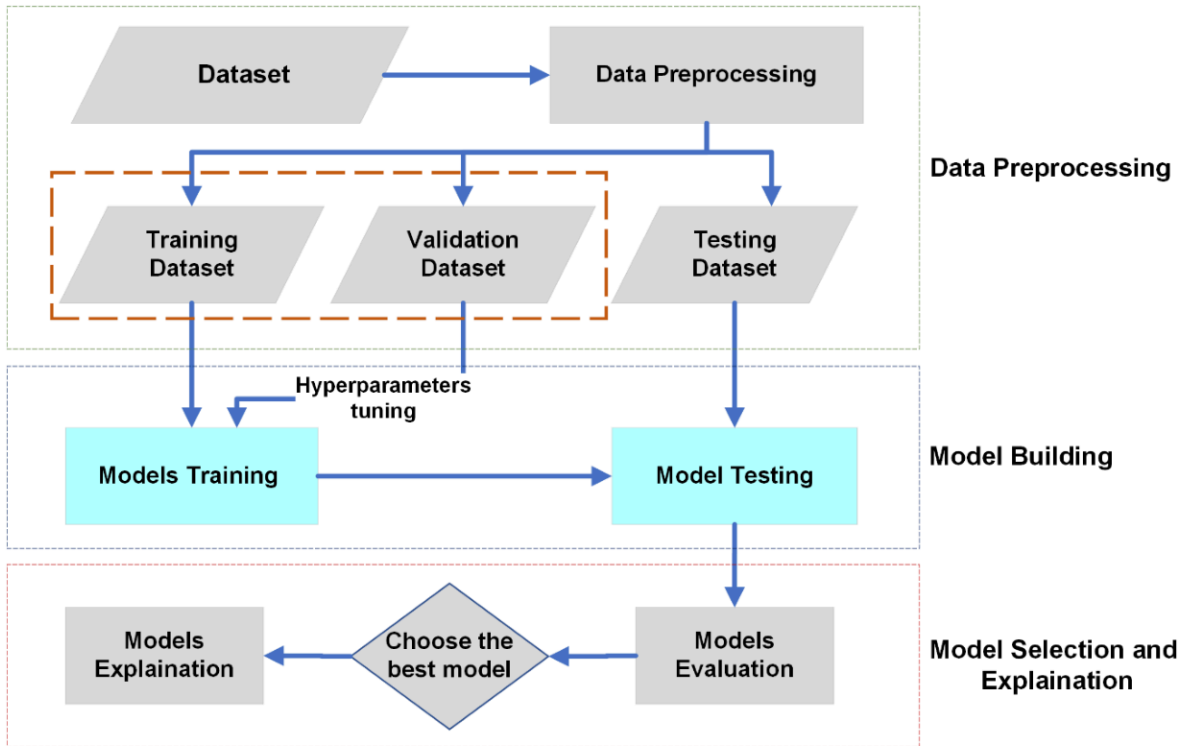 Dataset
Data Preprocessing
Data Preprocessing
Training
Dataset
Validation
Dataset
Testing
Dataset
Hyperparameters
tuning
Models Training
Model Testing
Model Building
Models
Explaination
Choose the
best model
Models
Evaluation
Model Selection and
Explaination